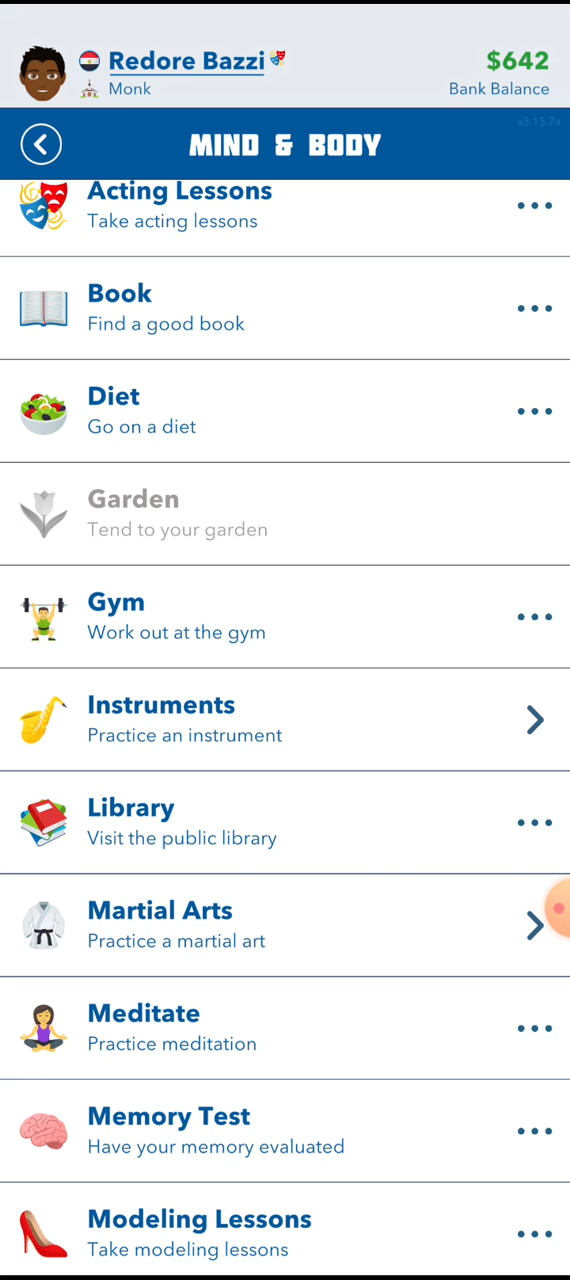 Redore Bazzi
$642
Monk
Bank Balance
v3.15.7a
MIND & BODY
Acting Lessons
Take acting lessons
Book
Find a good book
Diet
Go on a diet
Garden
Tend to your garden
Gym
Work out at the gym
Instruments
Practice an instrument
Library
Visit the public library
Martial Arts
Practice a martial art
Meditate
Practice meditation
Memory Test
Have your memory evaluated
Modeling Lessons
Take modeling lessons